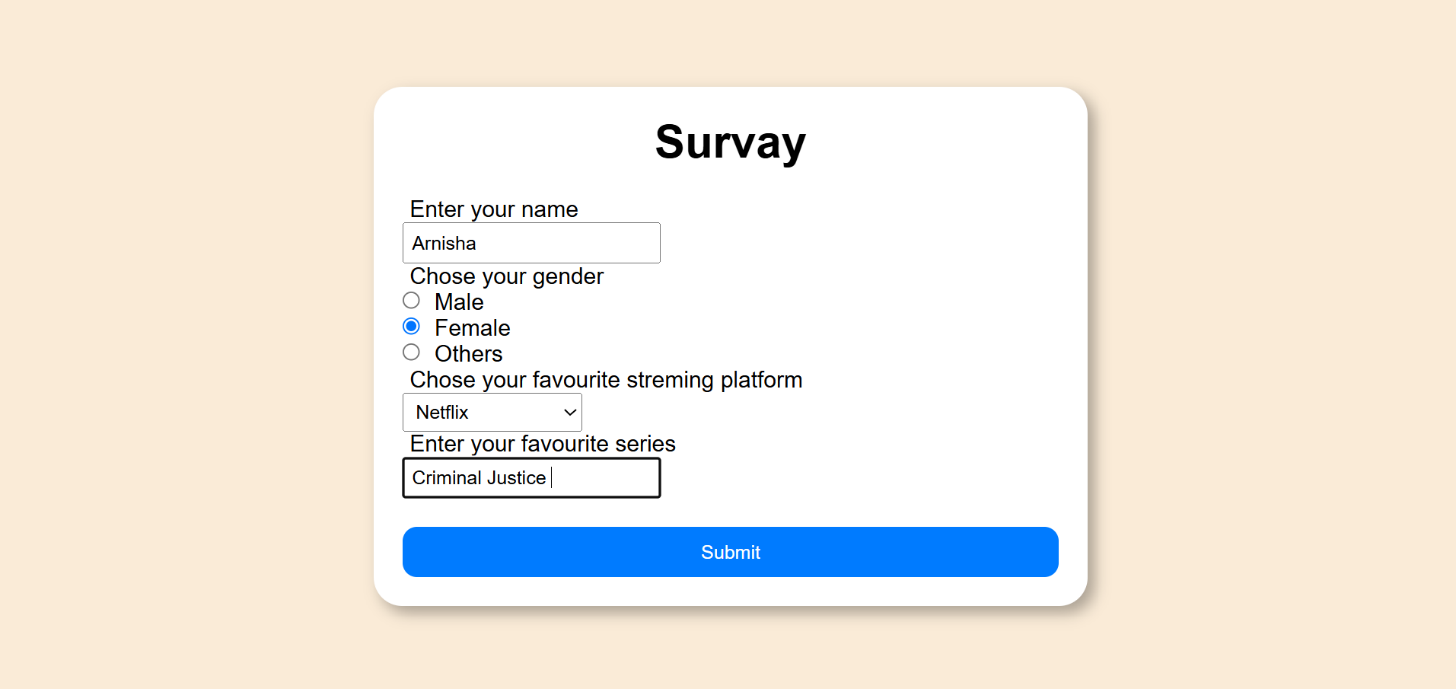 Survay
Enter your name
Arnisha
Chose your gender
Male
Female
Others
Chose your favourite streming platform
Netflix
Enter your favourite series
Criminal Justice
Submit